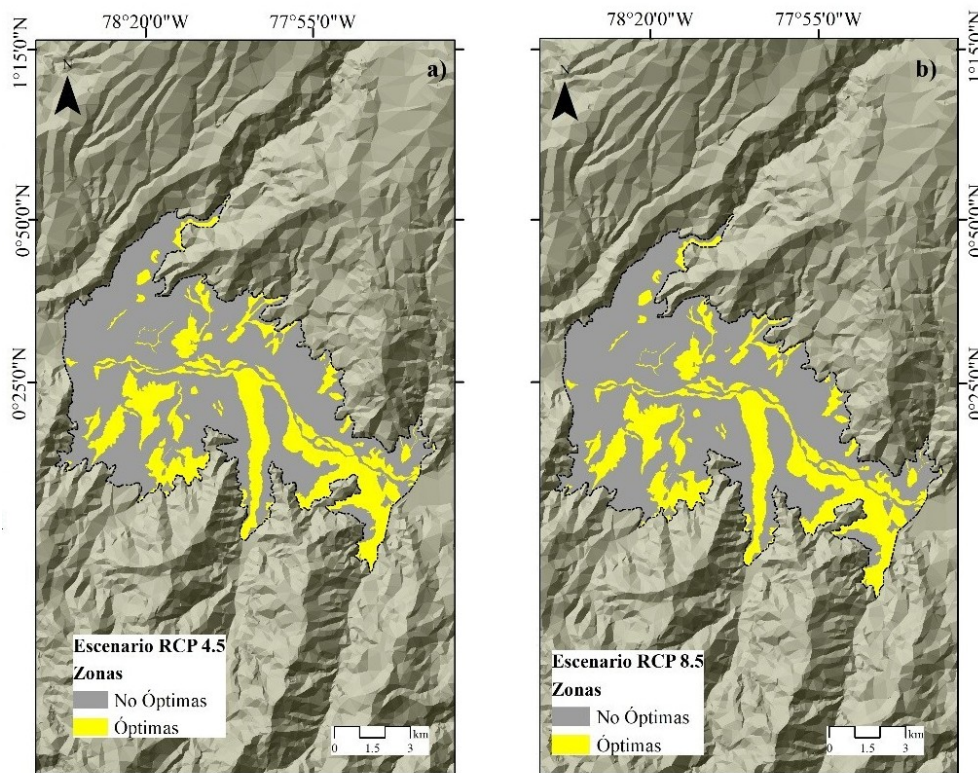 78°20'0"W
77°55'0"W
1°15'0"N
0°50'0"N
0°25'0"N
N
a)
Escenario RCP 4.5
Zonas
No Óptimas
Óptimas
0 1.5 3
km
78°20'0"W
77°55'0"W
1°15'0"N
0°50'0"N
0°25'0"N
N
b)
Escenario RCP 8.5
Zonas
No Óptimas
Óptimas
0 1.5 3
km